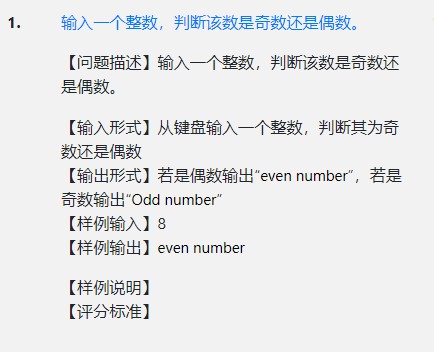 1. 输入一个整数，判断该数是奇数还是偶数。
【问题描述】输入一个整数，判断该数是奇数还
是偶数。
【输入形式】从键盘输入一个整数，判断其为奇
数还是偶数
【输出形式】若是偶数输出“even number”，若是
奇数输出“Odd number”
【样例输入】8
【样例输出】even number
【样例说明】
【评分标准】